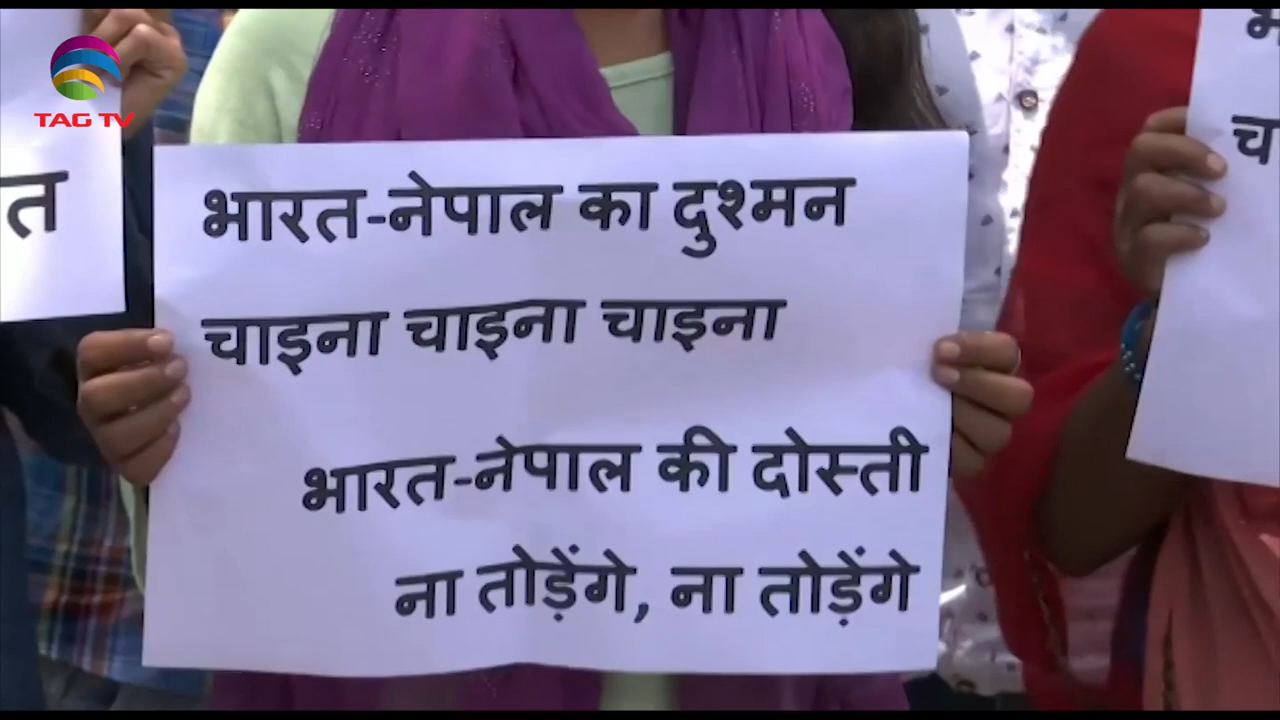 TAG TV
त
भारत-नेपाल का दुश्मन
चाइना चाइना चाइना
भारत-नेपाल की दोस्ती
ना तोड़ेंगे, ना तोड़ेंगे
च